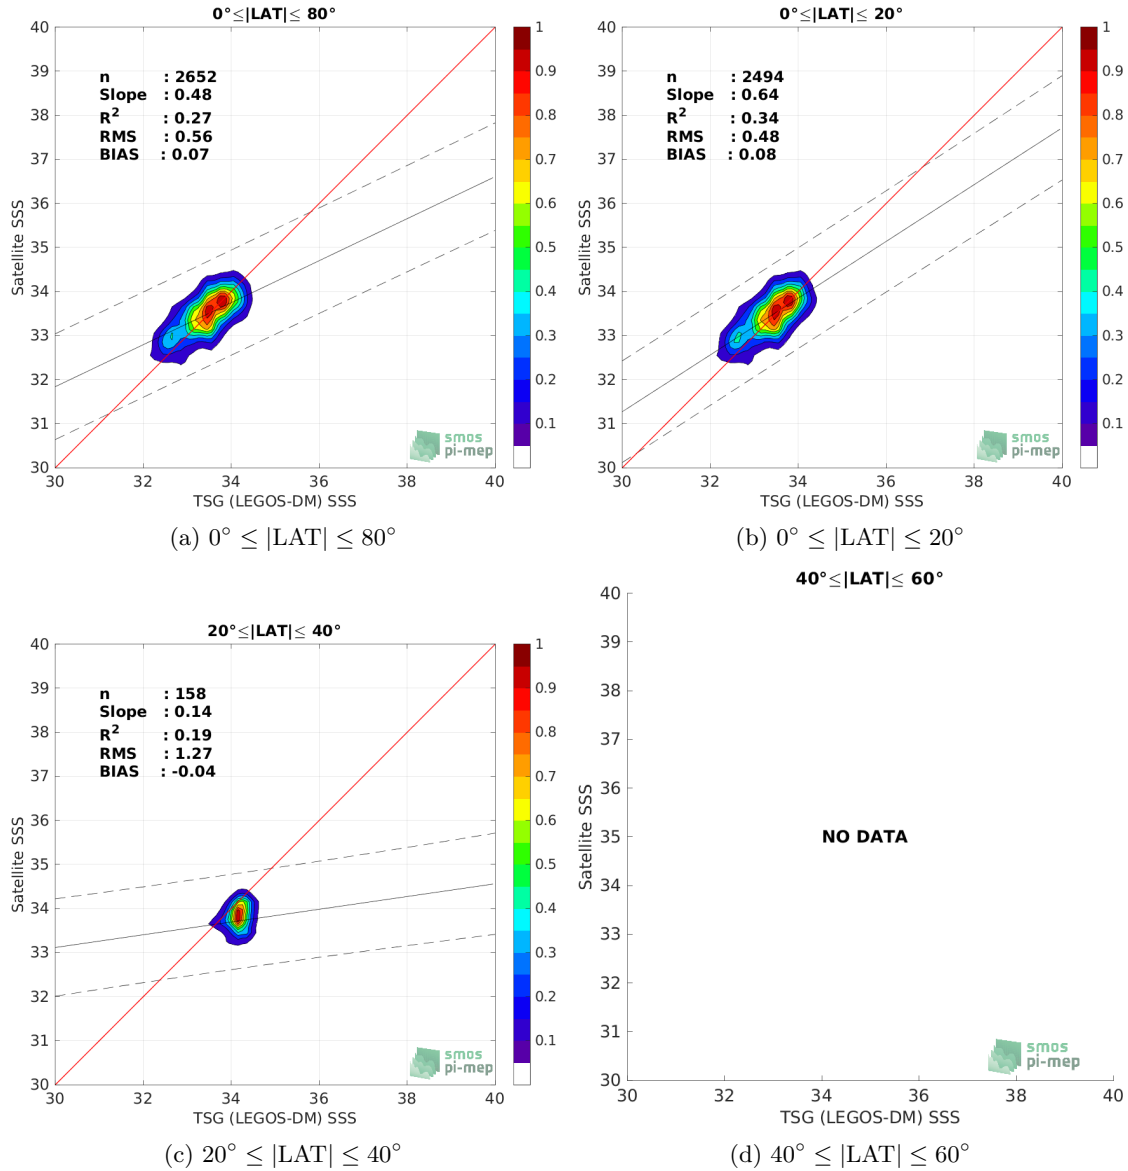 0°≤|LAT|≤ 80°
40
39
38
37
36
35
34
33
32
31
30
30
32
34
36
38
40
n : 2652
Slope : 0.48
R² : 0.27
RMS : 0.56
BIAS : 0.07
Satellite SSS
TSG (LEGOS-DM) SSS
1
0.9
0.8
0.7
0.6
0.5
0.4
0.3
0.2
0.1
smos
pi-mep
(a) 0° ≤ |LAT| ≤ 80°
0°≤|LAT|≤ 20°
40
39
38
37
36
35
34
33
32
31
30
30
32
34
36
38
40
n : 2494
Slope : 0.64
R² : 0.34
RMS : 0.48
BIAS : 0.08
Satellite SSS
TSG (LEGOS-DM) SSS
1
0.9
0.8
0.7
0.6
0.5
0.4
0.3
0.2
0.1
smos
pi-mep
(b) 0° ≤ |LAT| ≤ 20°
20°≤|LAT|≤ 40°
40
39
38
37
36
35
34
33
32
31
30
30
32
34
36
38
40
n : 158
Slope : 0.14
R² : 0.19
RMS : 1.27
BIAS : -0.04
Satellite SSS
TSG (LEGOS-DM) SSS
1
0.9
0.8
0.7
0.6
0.5
0.4
0.3
0.2
0.1
smos
pi-mep
(c) 20° ≤ |LAT| ≤ 40°
40°≤|LAT|≤ 60°
40
39
38
37
36
35
34
33
32
31
30
30
32
34
36
38
40
NO DATA
Satellite SSS
TSG (LEGOS-DM) SSS
smos
pi-mep
(d) 40° ≤ |LAT| ≤ 60°